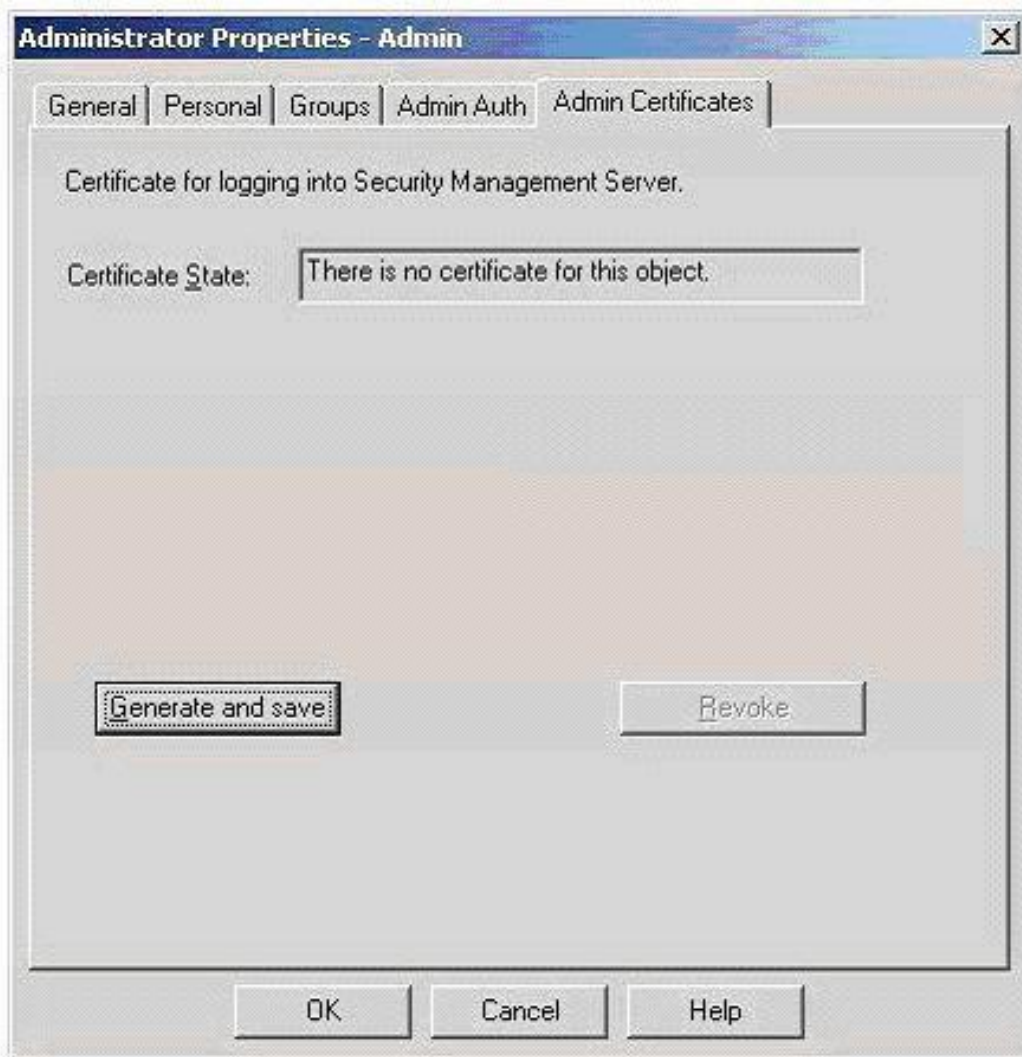 Administrator Properties - Admin
General Personal Groups Admin Auth Admin Certificates
Certificate for logging into Security Management Server.
Certificate State: There is no certificate for this object.
Generate and save Revoke
OK Cancel Help